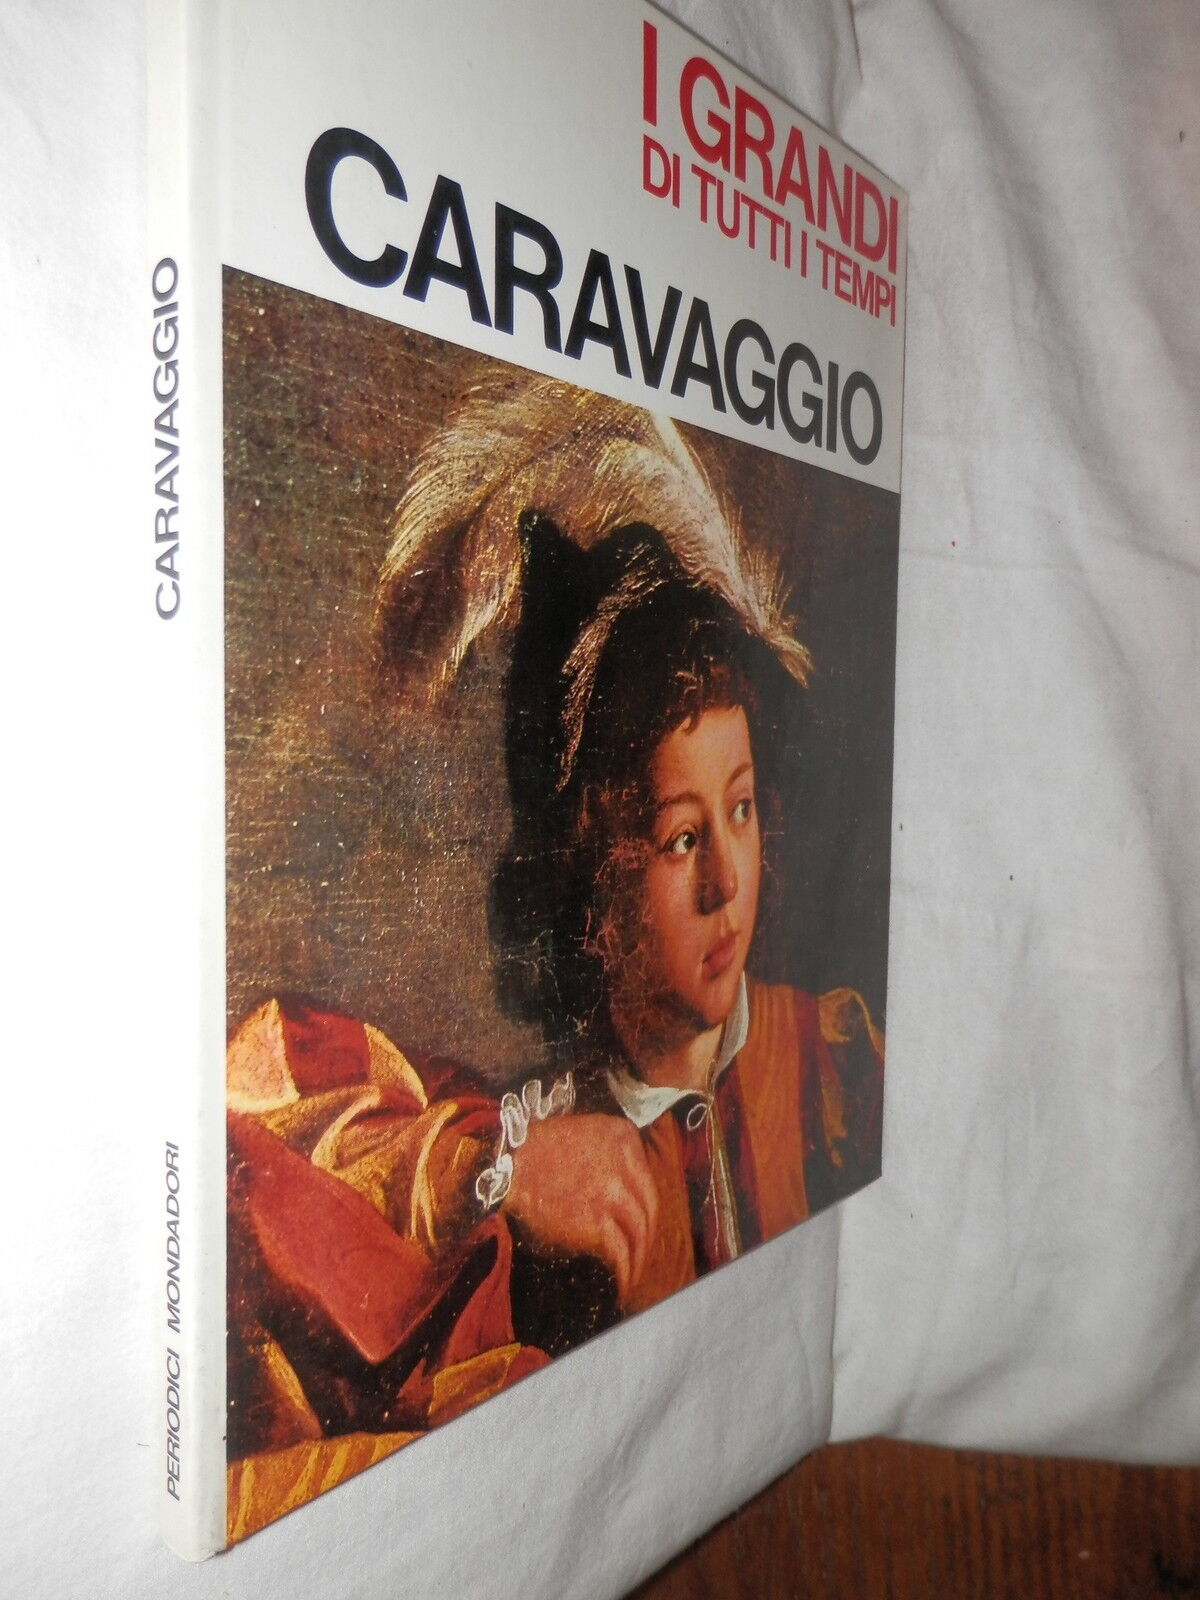 I GRANDI
DI TUTTI I TEMPI
CARAVAGGIO
CARAVAGGIO
PERIODICI MONDADORI